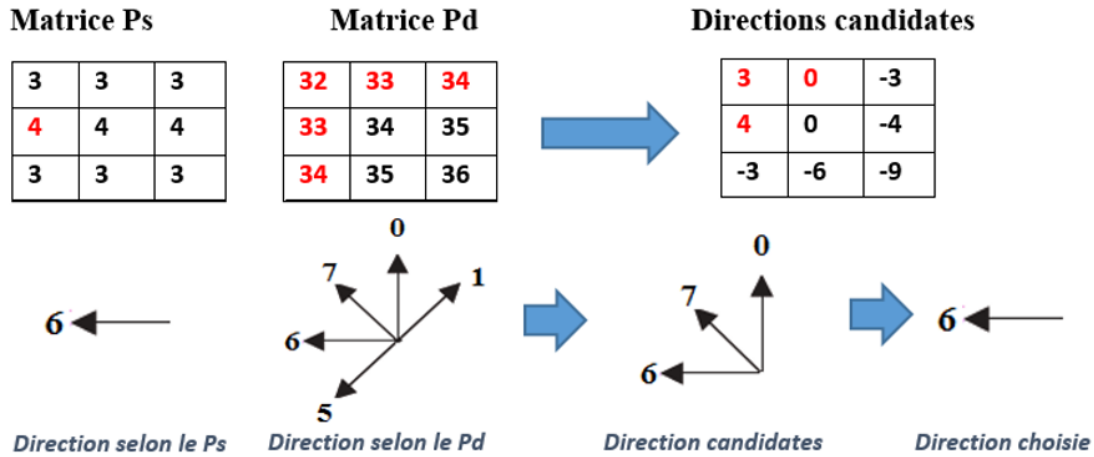 Matrice Ps Matrice Pd Directions candidates
3 3 3 32 33 34 3 0 -3
4 4 4 33 34 35 4 0 -4
3 3 3 34 35 36 -3 -6 -9
0 0
7 1 7
6 6 6 6
5
Direction selon le Ps Direction selon le Pd Direction candidates Direction choisie